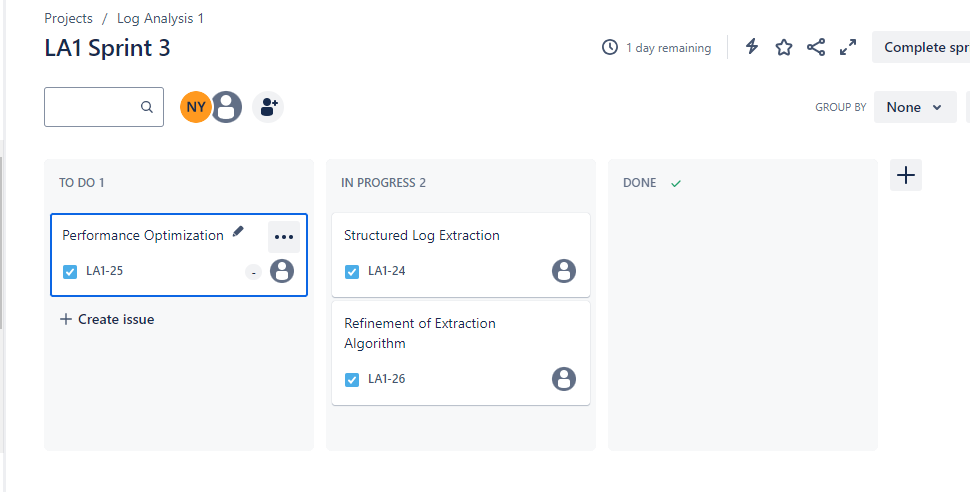 Projects / Log Analysis 1
LA1 Sprint 3
1 day remaining
Complete spr
NY
GROUP BY
None
TO DO 1
Performance Optimization
LA1-25
-
Create issue
IN PROGRESS 2
Structured Log Extraction
LA1-24
Refinement of Extraction
Algorithm
LA1-26
DONE